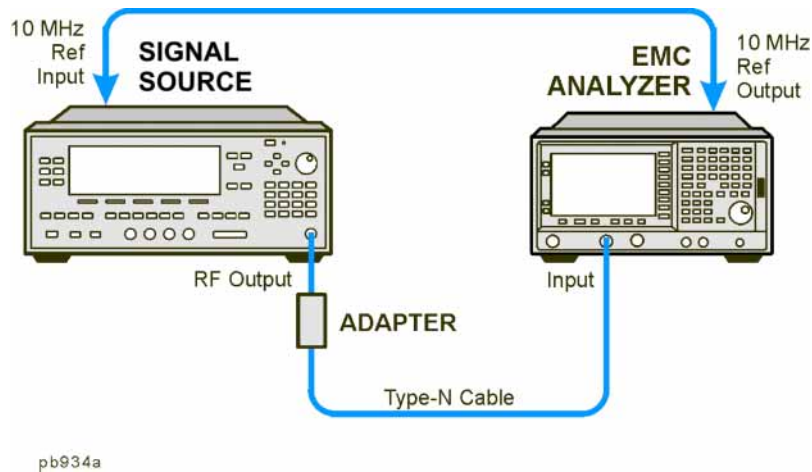 10 MHz
Ref
Input
SIGNAL
SOURCE
EMC
ANALYZER
10 MHz
Ref
Output
RF Output
Input
ADAPTER
Type-N Cable
pb934a